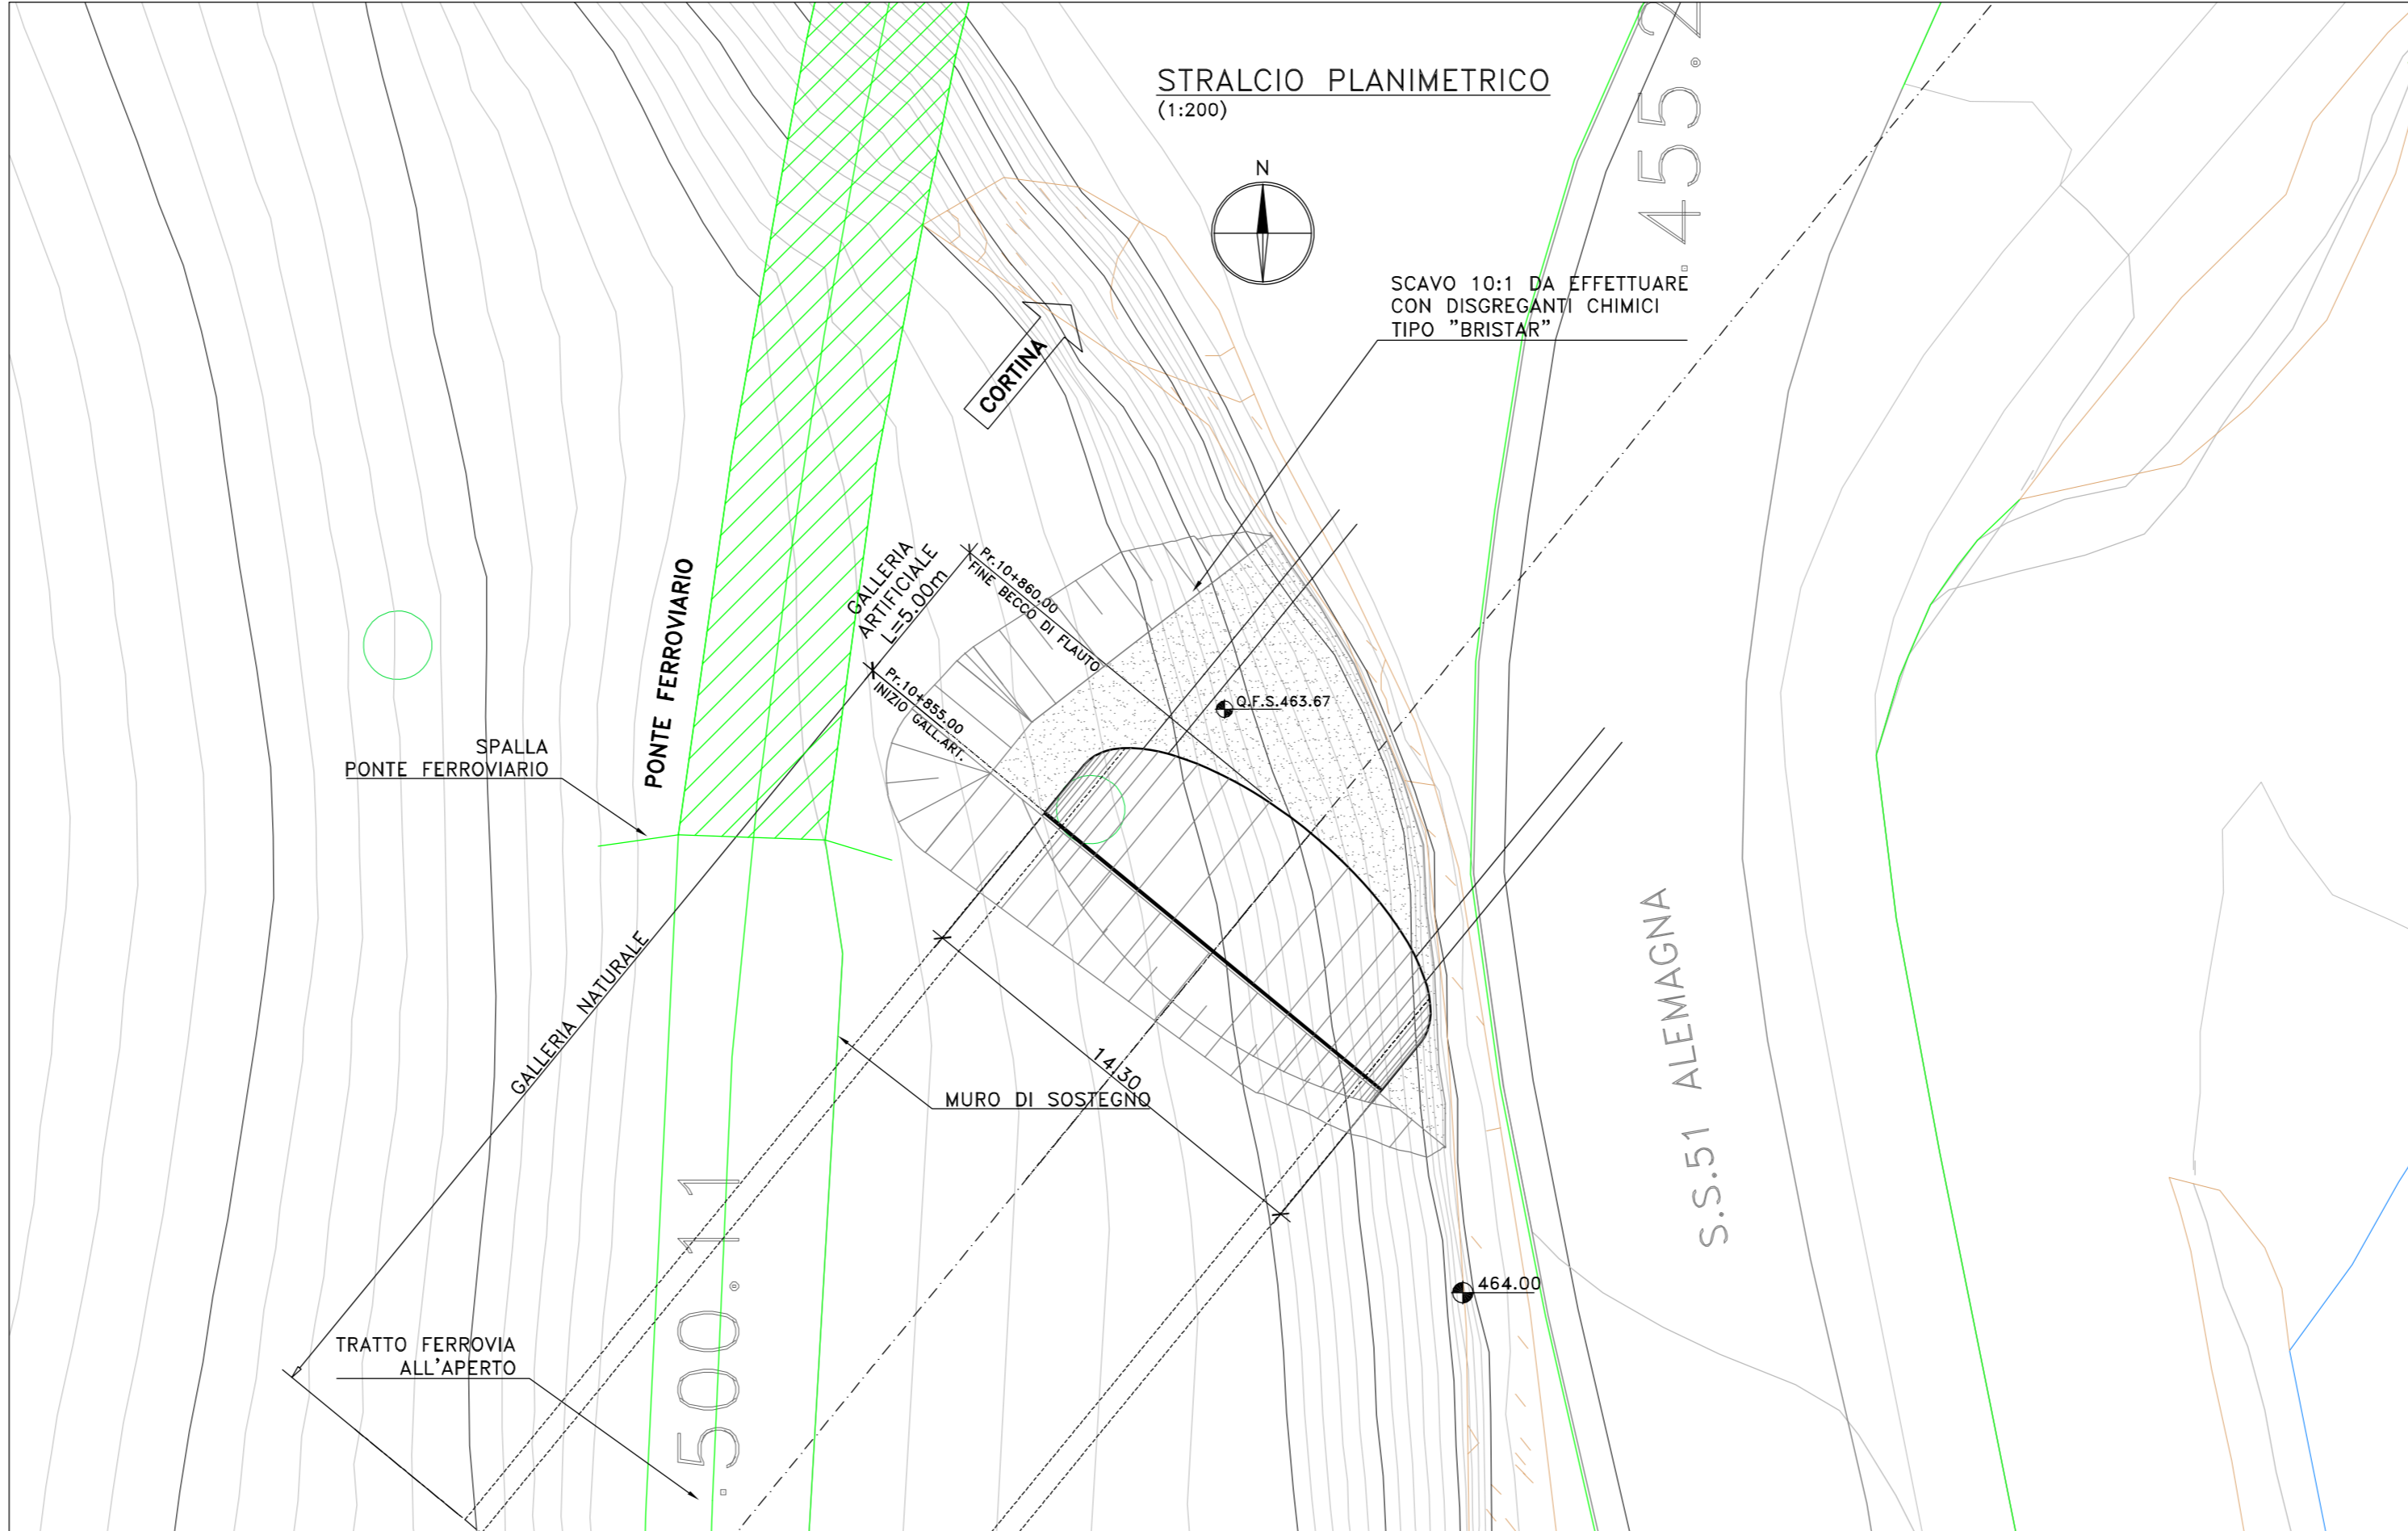 STRALCIO PLANIMETRICO
(1:200)
N
455.2
SCAVO 10:1 DA EFFETTUARE
CON DISGREGANTI CHIMICI
TIPO "BRISTAR"
CORTINA
GALLERIA
ARTIFICIALE
L=5.00m
Pr.10+860.00
FINE BECCO DI FLAUTO
Pr.10+855.00
INIZIO GALL.ART.
PONTE FERROVIARIO
Q.F.S.463.67
SPALLA
PONTE FERROVIARIO
GALLERIA NATURALE
14.30
MURO DI SOSTEGNO
S.S.51 ALEMAGNA
500.11
464.00
TRATTO FERROVIA
ALL'APERTO